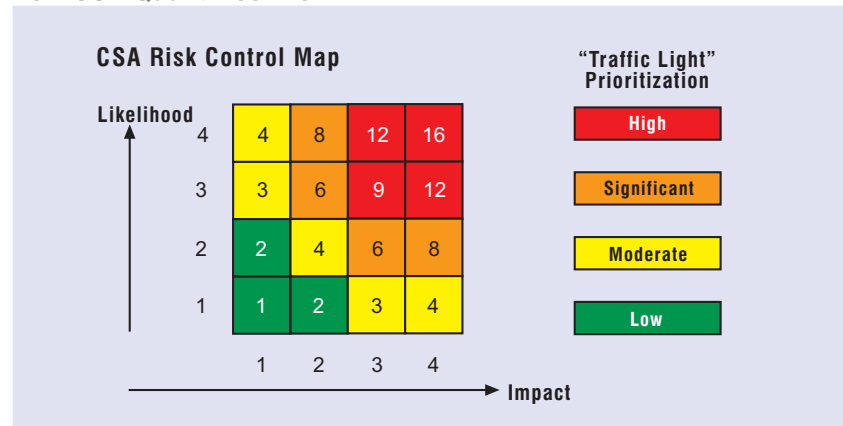 CSA Risk Control Map
"Traffic Light"
Prioritization
Likelihood
4 4 8 12 16
High
3 3 6 9 12
Significant
2 2 4 6 8
Moderate
1 1 2 3 4
Low
1 2 3 4
Impact